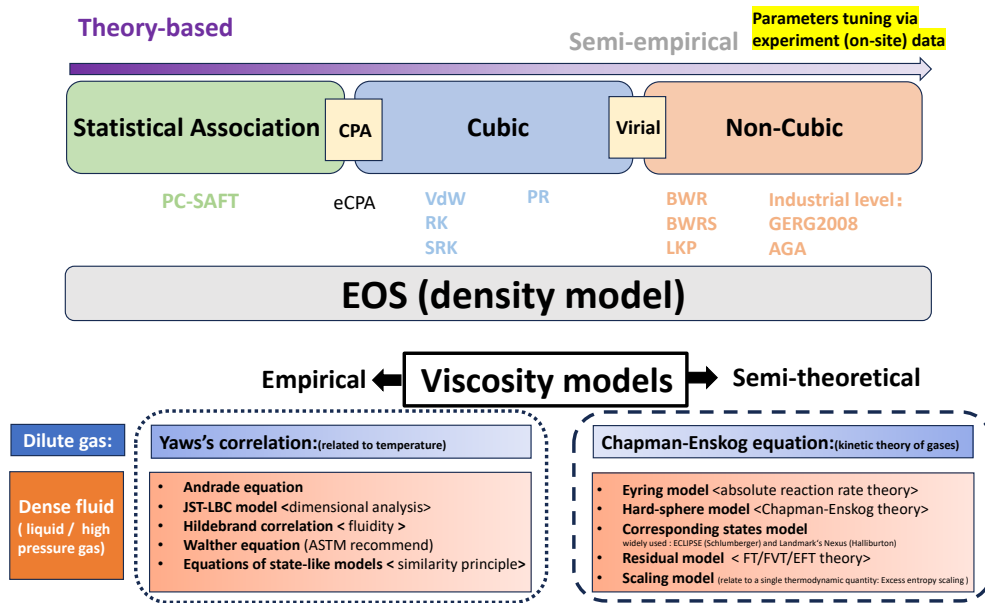 Theory-based
Semi-empirical
Parameters tuning via
experiment (on-site) data
Statistical Association
CPA
Cubic
Virial
Non-Cubic
PC-SAFT
eCPA
VdW
RK
SRK
PR
BWR
BWRS
LKP
Industrial level：
GERG2008
AGA
EOS (density model)
Empirical
Viscosity models
Semi-theoretical
Dilute gas:
Yaws's correlation:(related to temperature)
Chapman-Enskog equation:(kinetic theory of gases)
Dense fluid
( liquid / high
pressure gas)
• Andrade equation
• JST-LBC model <dimensional analysis>
• Hildebrand correlation < fluidity >
• Walther equation (ASTM recommend)
• Equations of state-like models < similarity principle>
• Eyring model <absolute reaction rate theory>
• Hard-sphere model <Chapman-Enskog theory>
• Corresponding states model
widely used : ECLIPSE (Schlumberger) and Landmark's Nexus (Halliburton)
• Residual model < FT/FVT/EFT theory>
• Scaling model (relate to a single thermodynamic quantity: Excess entropy scaling )